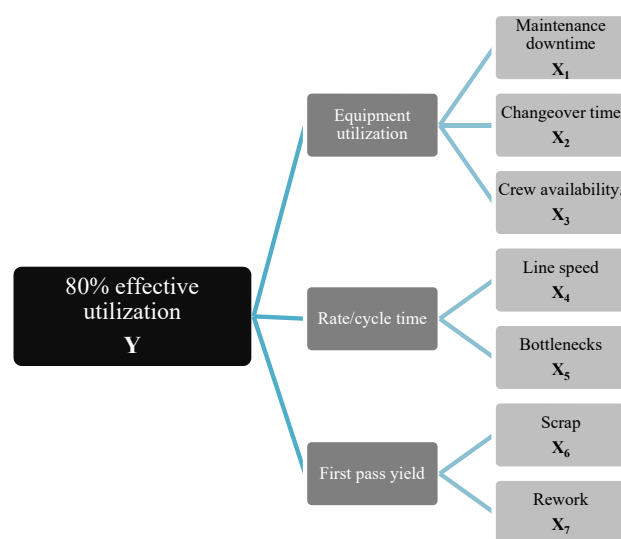 Maintenance
downtime
X₁
Equipment
utilization
Changeover time
X₂
Crew availability.
X₃
80% effective
utilization
Y
Line speed
X₄
Rate/cycle time
Bottlenecks
X₅
Scrap
X₆
First pass yield
Rework
X₇